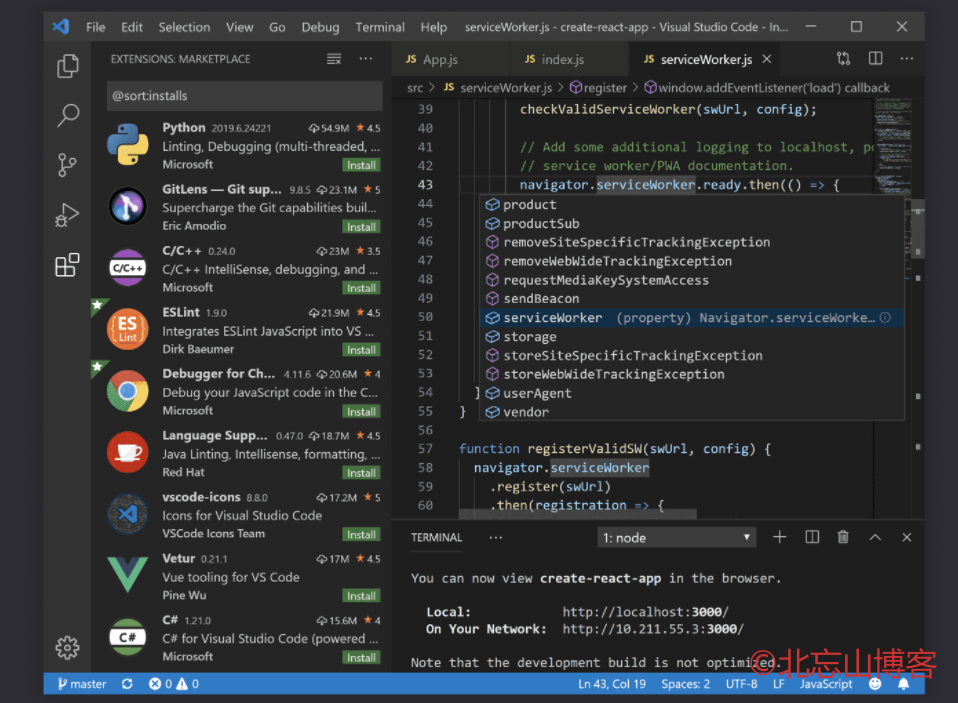 File Edit Selection View Go Debug Terminal Help serviceWorker.js - create-react-app - Visual Studio Code - In...
EXTENSIONS: MARKETPLACE
@sort:installs
Python 2019.6.24221 54.9M ★ 4.5
Linting, Debugging (multi-threaded, ...
Microsoft Install
GitLens — Git sup... 9.8.5 23.1M ★ 5
Supercharge the Git capabilities buil...
Eric Amodio Install
C/C++
C/C++ 0.24.0 23M ★ 3.5
C/C++ IntelliSense, debugging, and ...
Microsoft Install
ES Lint
ESLint 1.9.0 21.9M ★ 4.5
Integrates ESLint JavaScript into VS ...
Dirk Baeumer Install
Debugger for Ch... 4.11.6 20.6M ★ 4
Debug your JavaScript code in the C...
Microsoft Install
Language Supp... 0.47.0 18.7M ★ 4.5
Java Linting, Intellisense, formatting, ...
Red Hat Install
vscode-icons 8.8.0 17.2M ★ 5
Icons for Visual Studio Code
VSCode Icons Team Install
Vetur 0.21.1 17M ★ 4.5
Vue tooling for VS Code
Pine Wu Install
C#
C# 1.21.0 15.6M ★ 4
C# for Visual Studio Code (powered ...
Microsoft Install
JS App.js JS index.js JS serviceWorker.js
src > JS serviceWorker.js > register > window.addEventListener('load') callback
39 checkValidServiceWorker(swUrl, config);
40
41 // Add some additional logging to localhost, po
42 // service worker/PWA documentation.
43 navigator.serviceWorker.ready.then(() => {
44 product
45 productSub
46 removeSiteSpecificTrackingException
47 removeWebWideTrackingException
48 requestMediaKeySystemAccess
49 sendBeacon
50 serviceWorker (property) Navigator.serviceWorke...
51 storage
52 storeSiteSpecificTrackingException
53 storeWebWideTrackingException
54 } userAgent
55 } vendor
56
57 function registerValidSW(swUrl, config) {
58 navigator.serviceWorker
59 .register(swUrl)
60 .then(registration => {
TERMINAL ... 1: node
You can now view create-react-app in the browser.
Local: http://localhost:3000/
On Your Network: http://10.211.55.3:3000/
Note that the development build is not optimized.
©北忘山博客
master 0 0 Ln 43, Col 19 Spaces: 2 UTF-8 LF JavaScript